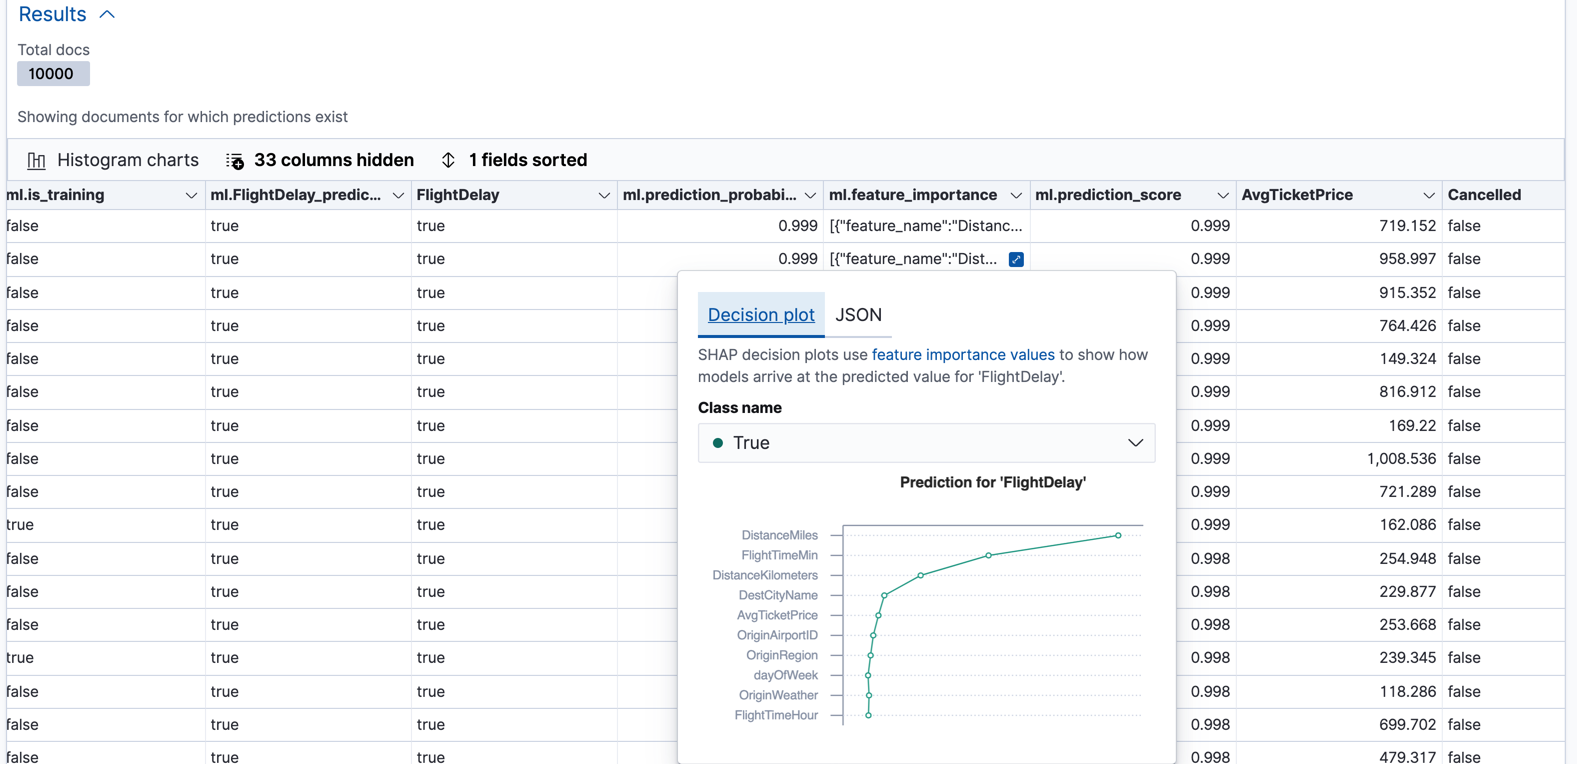 Results
Total docs
10000
Showing documents for which predictions exist
Histogram charts 33 columns hidden 1 fields sorted
ml.is_training ml.FlightDelay_predic... FlightDelay ml.prediction_probabi... ml.feature_importance ml.prediction_score AvgTicketPrice Cancelled
false true true 0.999 [{"feature_name":"Distanc... 0.999 719.152 false
false true true 0.999 [{"feature_name":"Dist... 0.999 958.997 false
false true true 0.999 915.352 false
false true true 0.999 764.426 false
false true true 0.999 149.324 false
false true true 0.999 816.912 false
false true true 0.999 169.22 false
false true true 0.999 1,008.536 false
false true true 0.999 721.289 false
true true true 0.999 162.086 false
false true true 0.998 254.948 false
false true true 0.998 229.877 false
false true true 0.998 253.668 false
true true true 0.998 239.345 false
false true true 0.998 118.286 false
false true true 0.998 699.702 false
false true true 0.998 479.317 false
Decision plot JSON
SHAP decision plots use feature importance values to show how
models arrive at the predicted value for 'FlightDelay'.
Class name
True
Prediction for 'FlightDelay'
DistanceMiles
FlightTimeMin
DistanceKilometers
DestCityName
AvgTicketPrice
OriginAirportID
OriginRegion
dayOfWeek
OriginWeather
FlightTimeHour